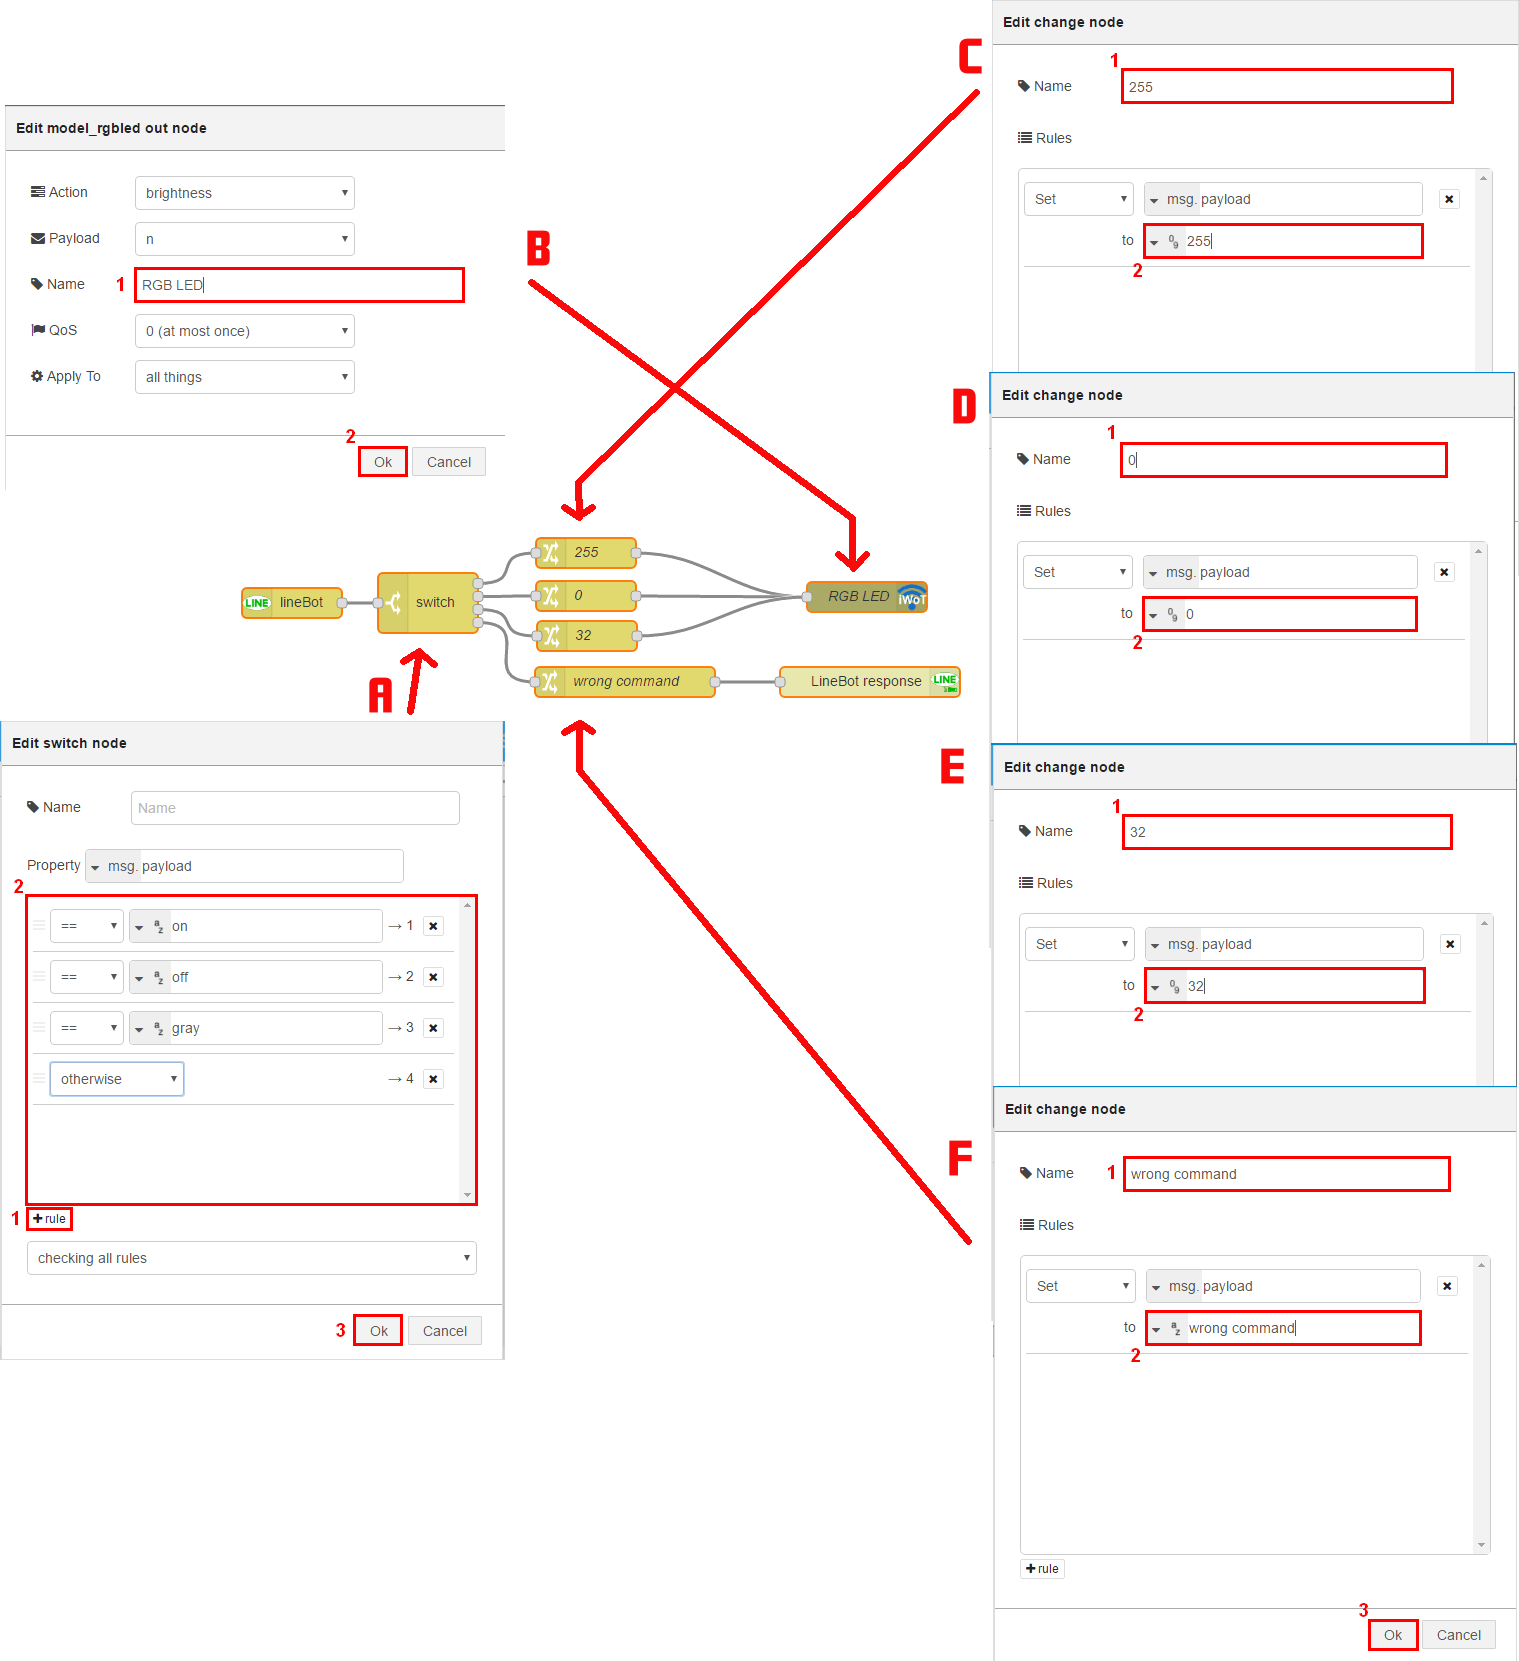 Edit model_rgbled out node
Action
brightness
Payload
n
Name
1
RGB LED
QoS
0 (at most once)
Apply To
all things
2
Ok
Cancel
B
C
Edit change node
1
Name
255
Rules
Set
msg. payload
to
255
2
D
Edit change node
1
Name
0
Rules
Set
msg. payload
to
0
2
LINE
lineBot
switch
255
0
32
wrong command
RGB LED
iWoT
LineBot response
LINE
A
Edit switch node
Name
Name
Property
msg. payload
2
==
on
→ 1
==
off
→ 2
==
gray
→ 3
otherwise
→ 4
1
+rule
checking all rules
3
Ok
Cancel
E
Edit change node
1
Name
32
Rules
Set
msg. payload
to
32
2
F
Edit change node
Name
1
wrong command
Rules
Set
msg. payload
to
wrong command
2
+rule
3
Ok
Cancel